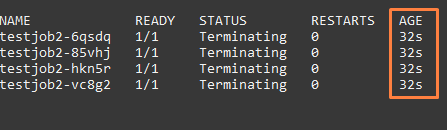 NAME READY STATUS RESTARTS AGE
testjob2-6qsdq 1/1 Terminating 0 32s
testjob2-85vhj 1/1 Terminating 0 32s
testjob2-hkn5r 1/1 Terminating 0 32s
testjob2-vc8g2 1/1 Terminating 0 32s